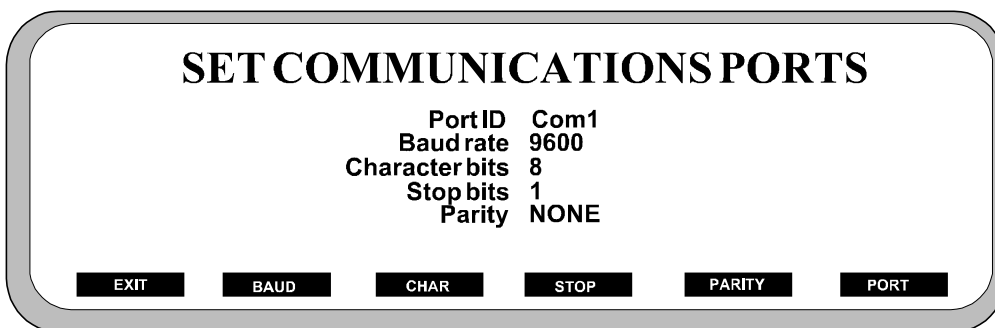 SET COMMUNICATIONS PORTS
Port ID Com1
Baud rate 9600
Character bits 8
Stop bits 1
Parity NONE
EXIT BAUD CHAR STOP PARITY PORT